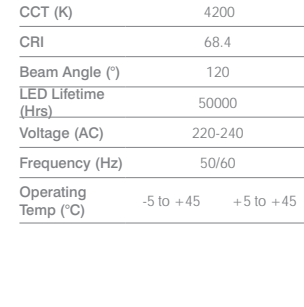 CCT (K) 4200
CRI 68.4
Beam Angle (°) 120
LED Lifetime
(Hrs) 50000
Voltage (AC) 220-240
Frequency (Hz) 50/60
Operating
Temp (°C) -5 to +45 +5 to +45